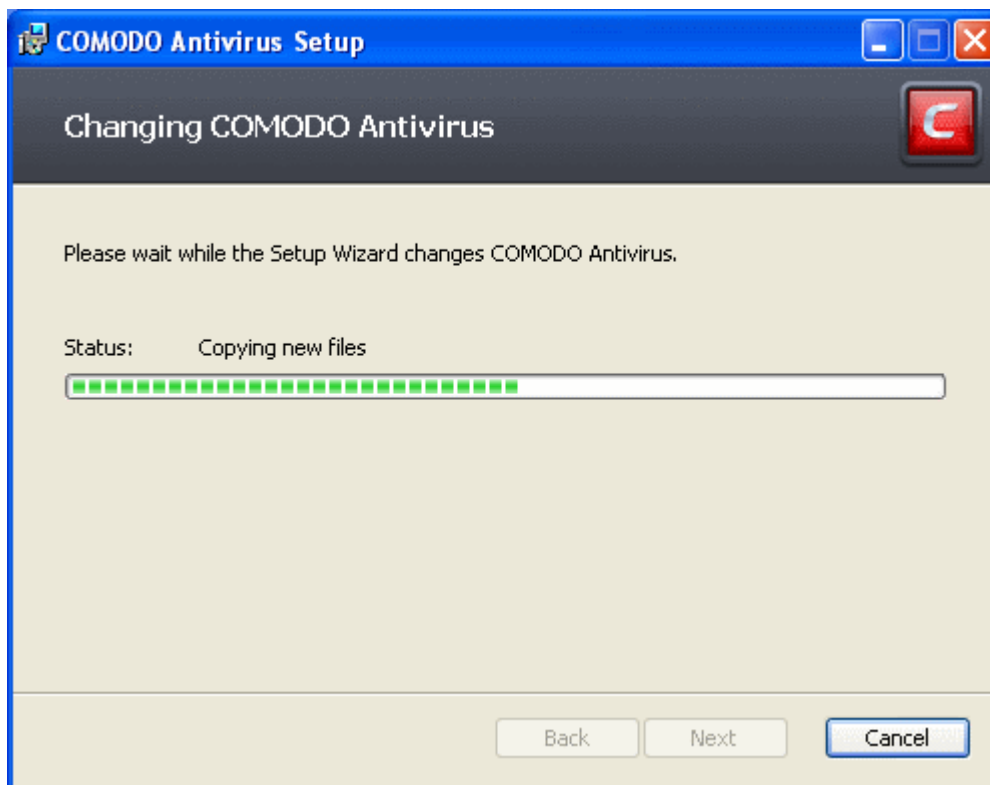 COMODO Antivirus Setup
Changing COMODO Antivirus
C
Please wait while the Setup Wizard changes COMODO Antivirus.
Status: Copying new files
Back Next Cancel